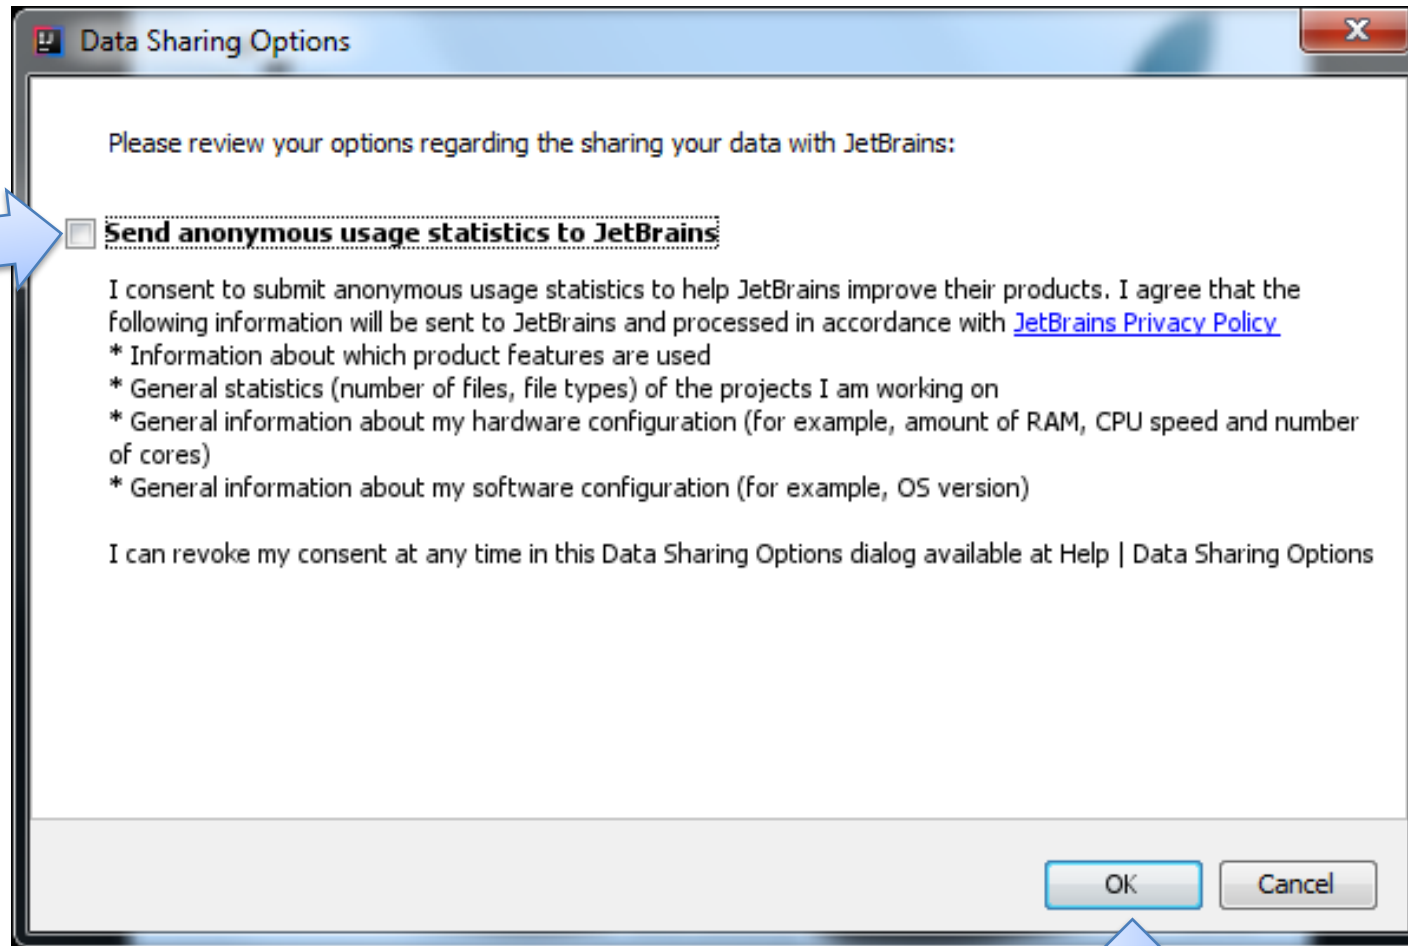 Data Sharing Options
Please review your options regarding the sharing your data with JetBrains:
Send anonymous usage statistics to JetBrains
I consent to submit anonymous usage statistics to help JetBrains improve their products. I agree that the
following information will be sent to JetBrains and processed in accordance with JetBrains Privacy Policy
* Information about which product features are used
* General statistics (number of files, file types) of the projects I am working on
* General information about my hardware configuration (for example, amount of RAM, CPU speed and number
of cores)
* General information about my software configuration (for example, OS version)
I can revoke my consent at any time in this Data Sharing Options dialog available at Help | Data Sharing Options
OK Cancel